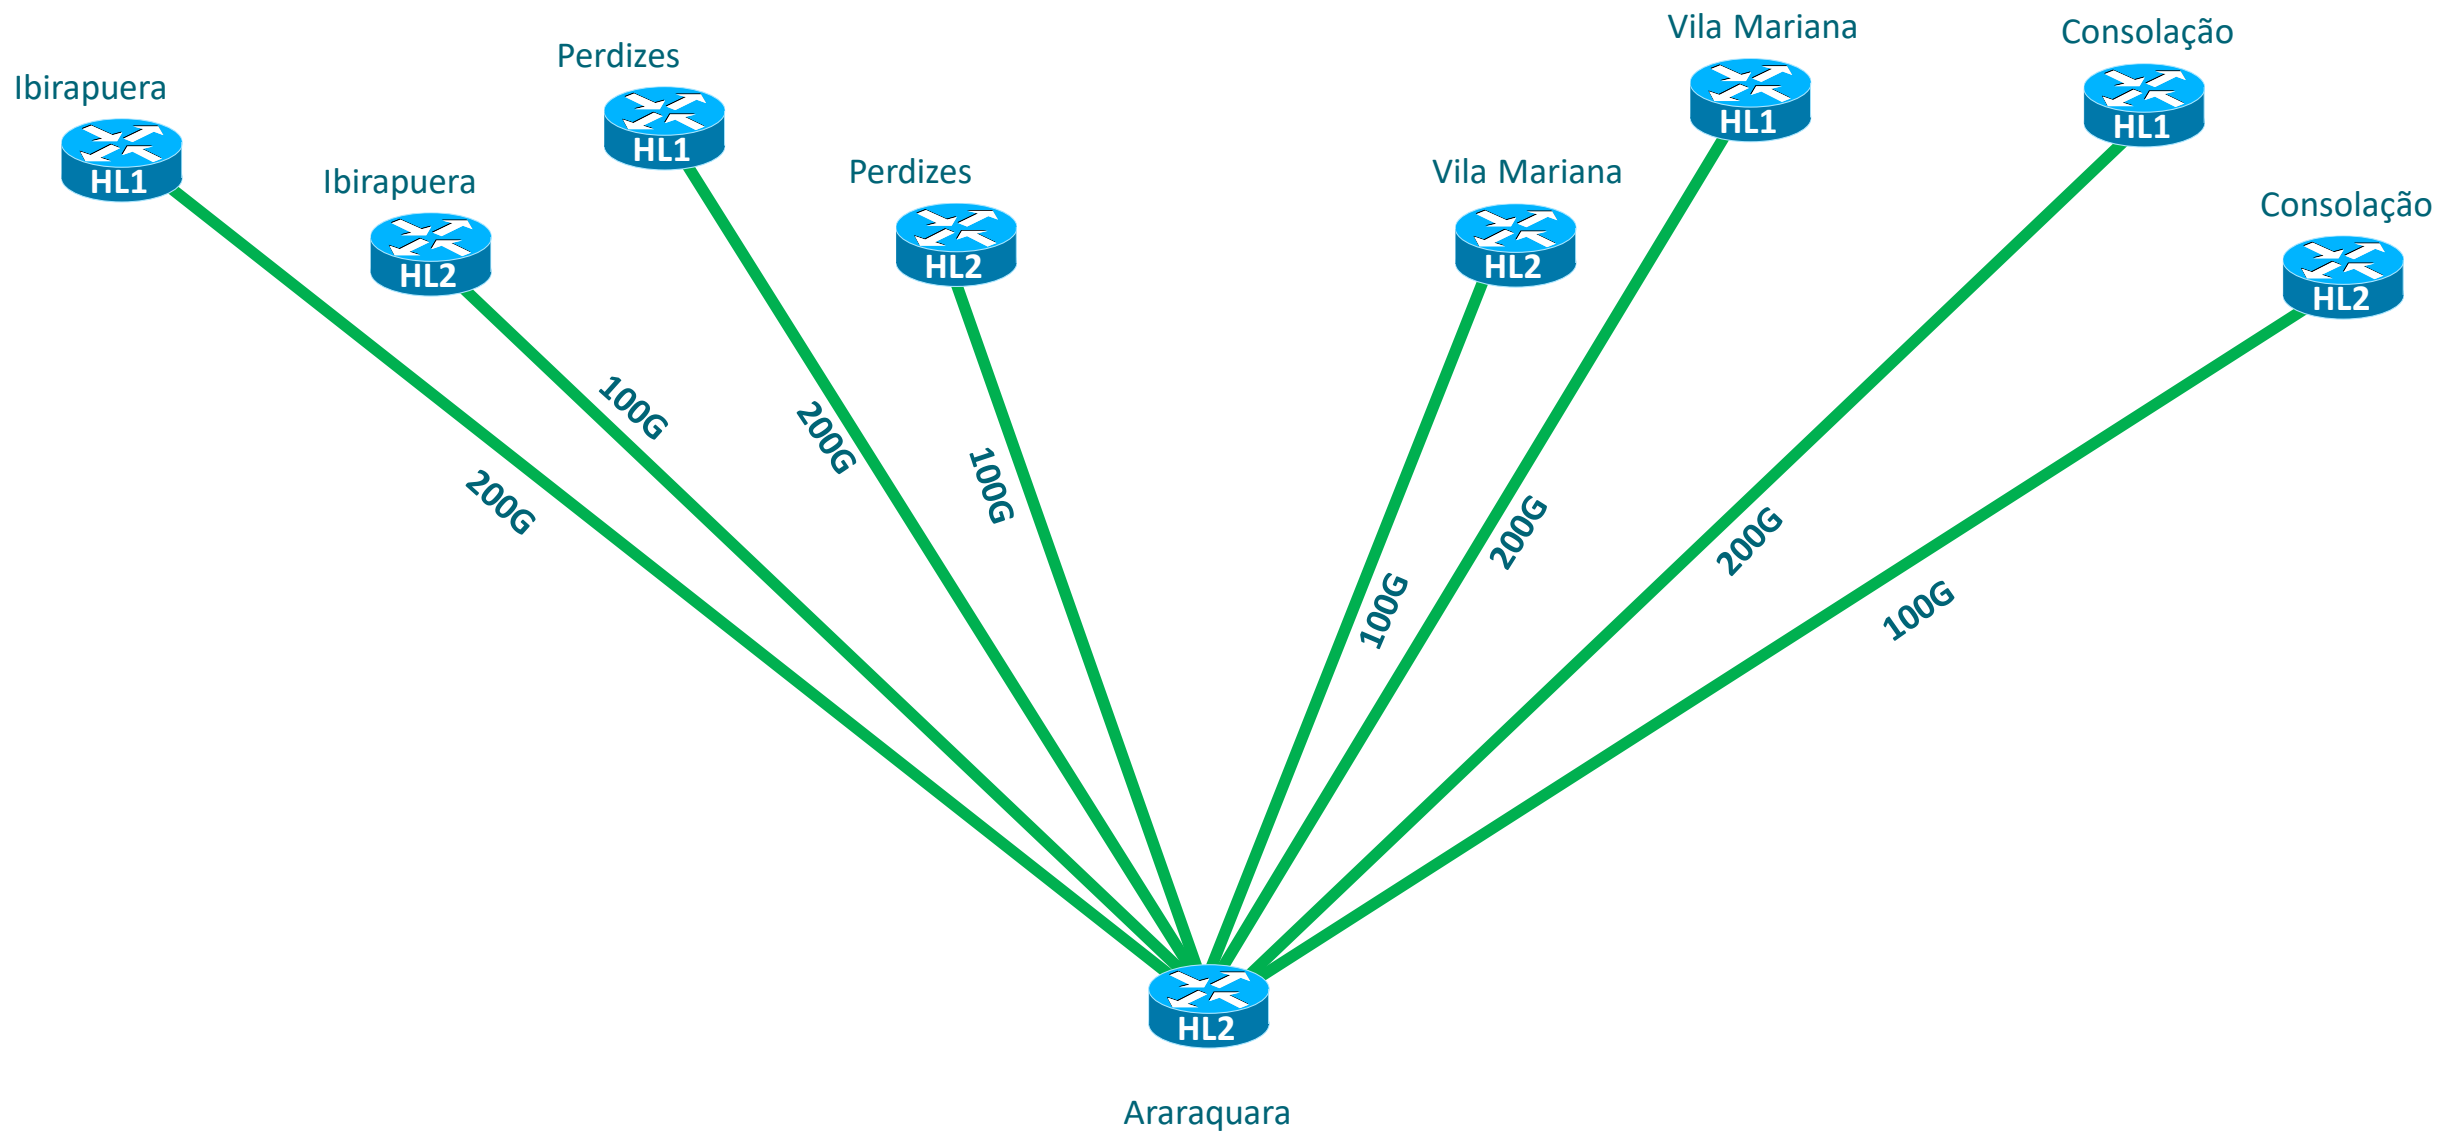 Ibirapuera
HL1
Ibirapuera
HL2
Perdizes
HL1
Perdizes
HL2
Vila Mariana
HL2
Vila Mariana
HL1
Consolação
HL1
Consolação
HL2
200G
100G
200G
100G
100G
200G
200G
100G
HL2
Araraquara